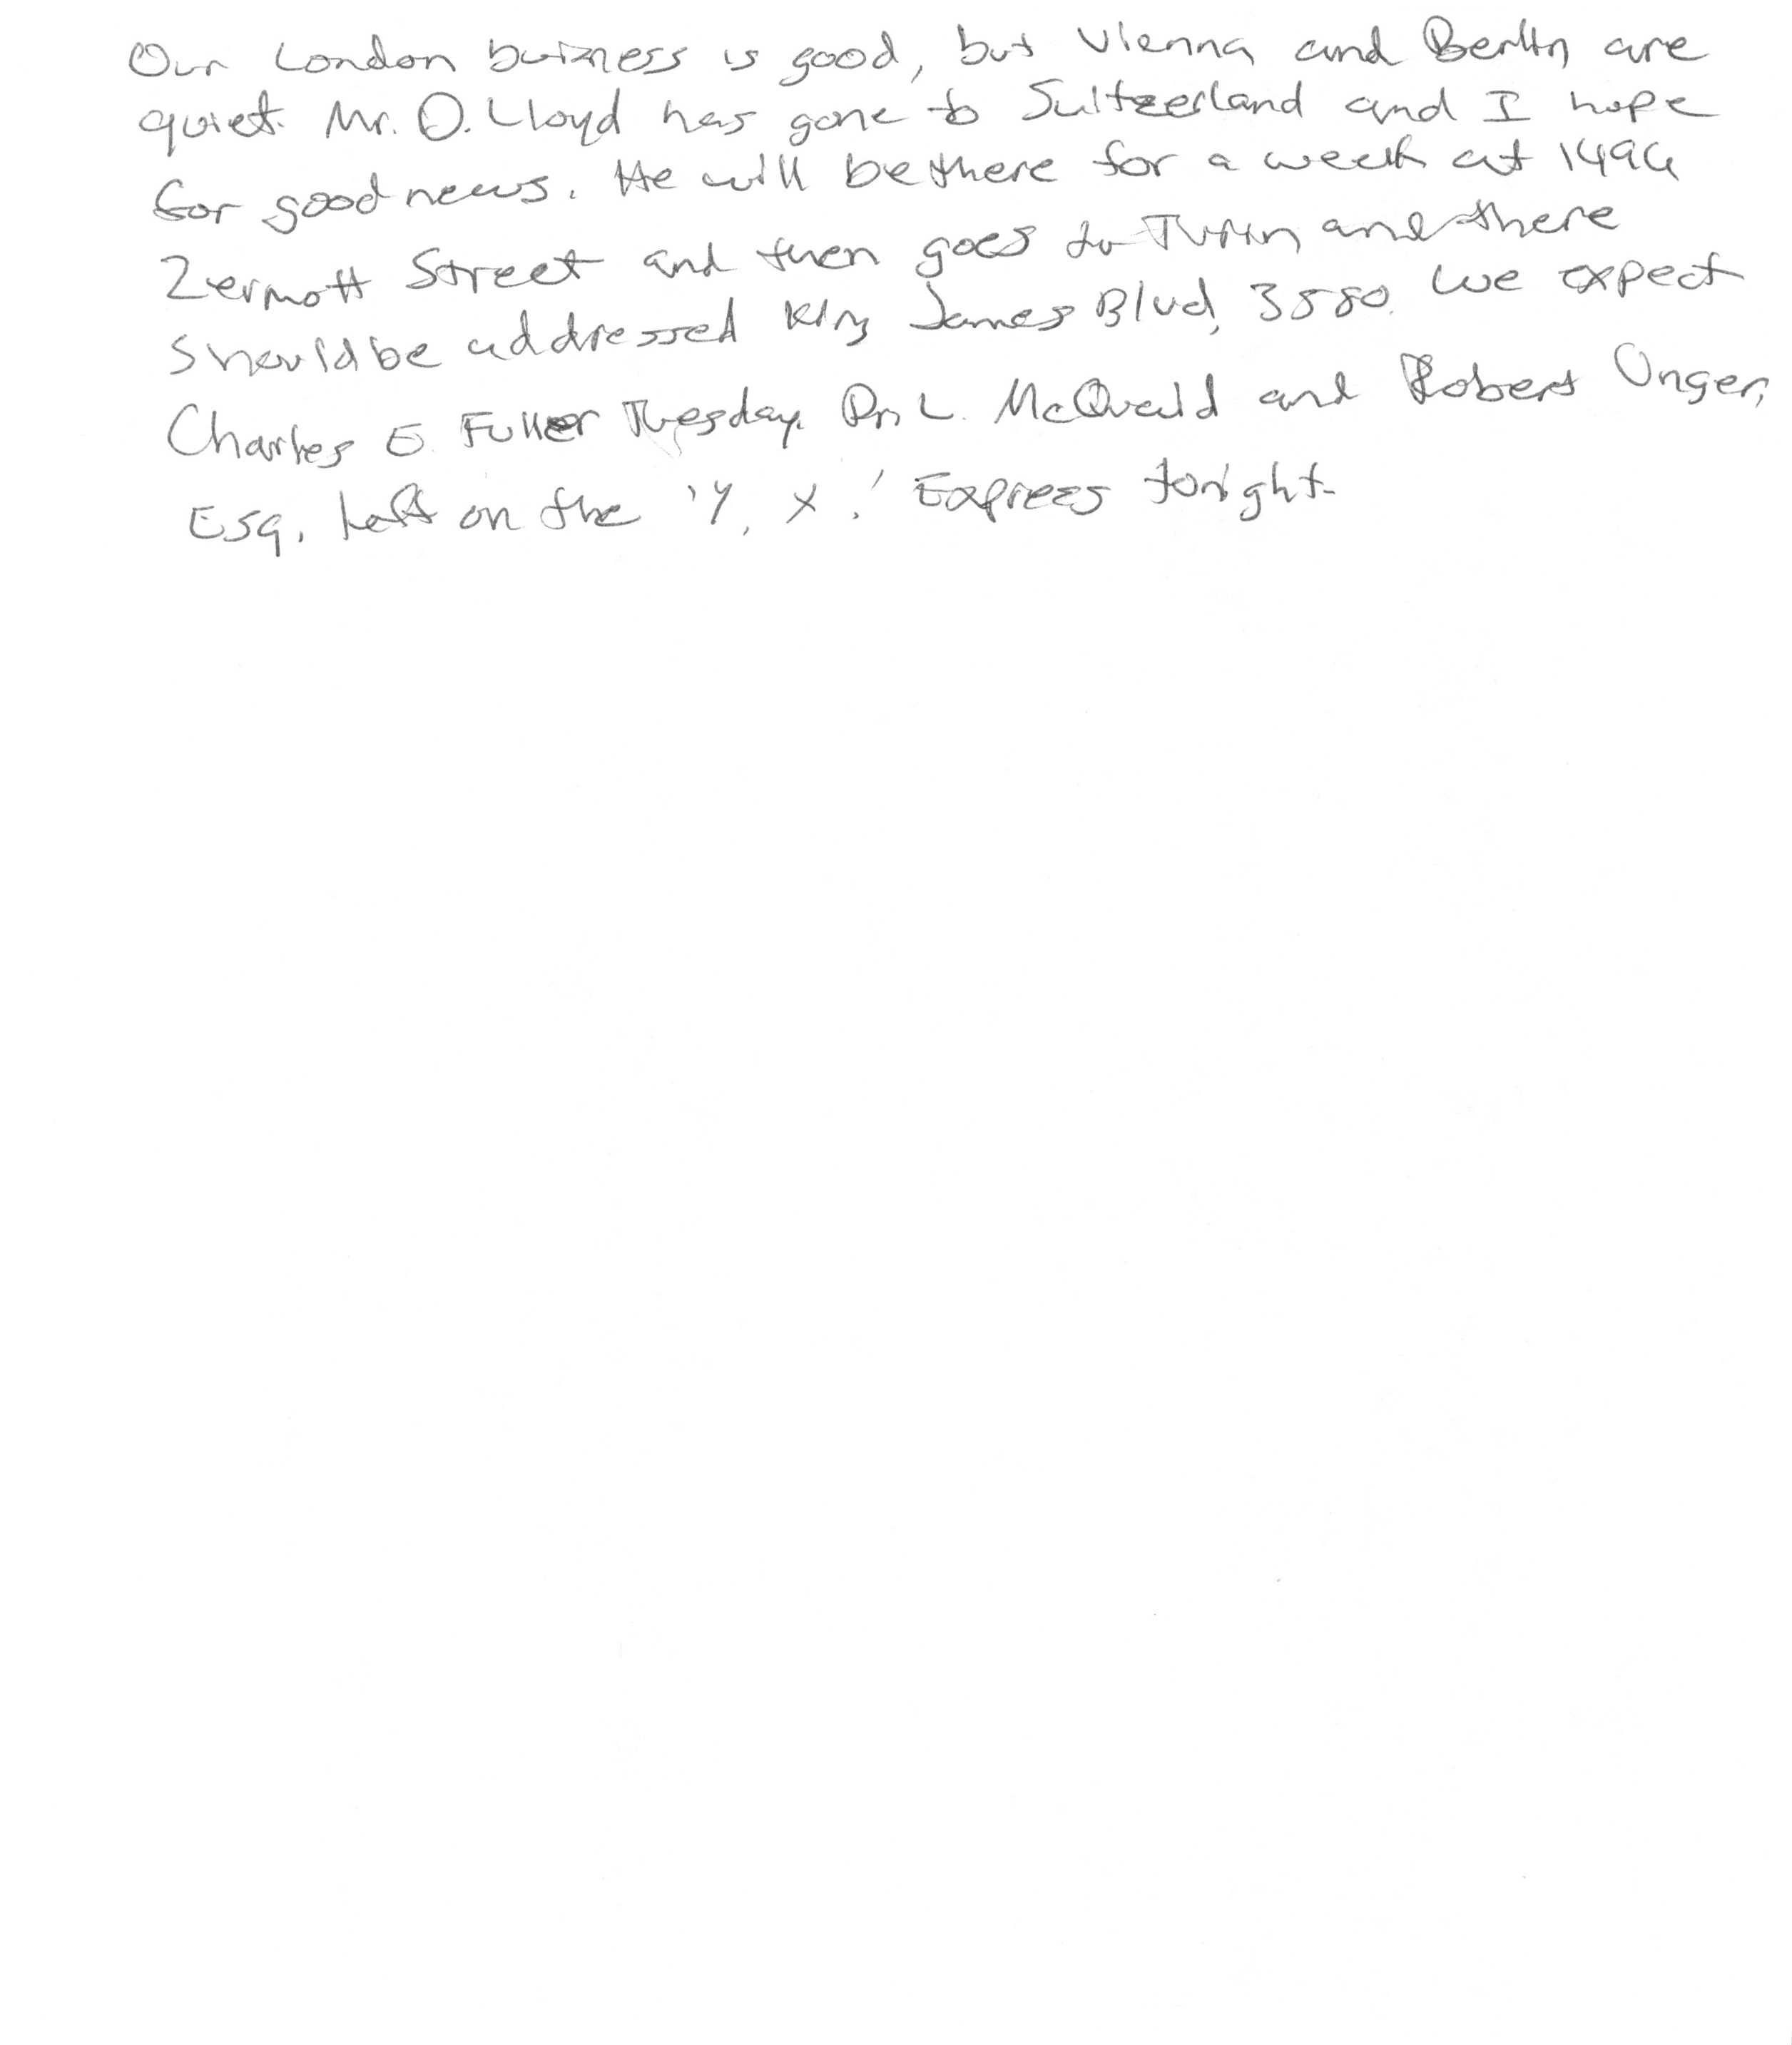 Our London buizness is good, but Vienna and Berlin are
quiet. Mr. D. Lloyd has gone to Suitzerland and I hope
for good news. He will be there for a week at 1494
Zermott Street and then goes to Turin and there
should be addressed King James Blvd, 3580. We expect
Charles E. Fuller Tuesday. Dr. L. McQuaid and Robert Unger,
Esq., left on the 'Y. X.' Express tonight.